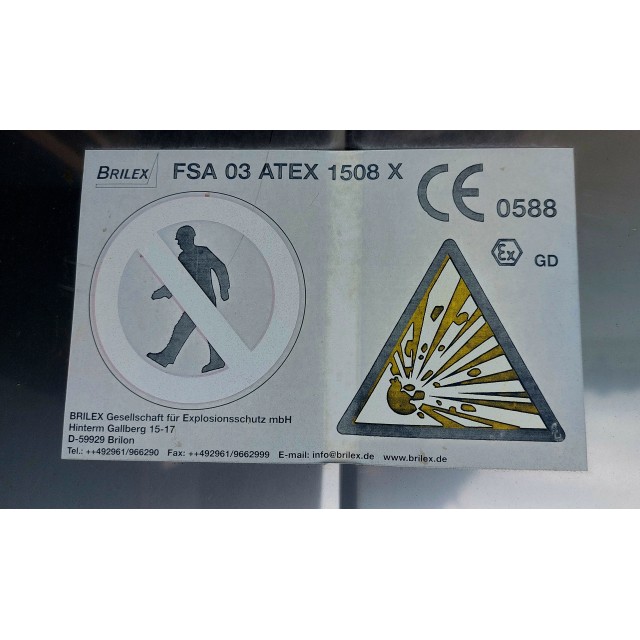 BRILEX FSA 03 ATEX 1508 X
CE 0588
Ex GD
BRILEX Gesellschaft für Explosionsschutz mbH
Hinterm Gallberg 15-17
D-59929 Brilon
Tel.: ++492961/966290 Fax: ++492961/9662999 E-mail: info@brilex.de www.brilex.de